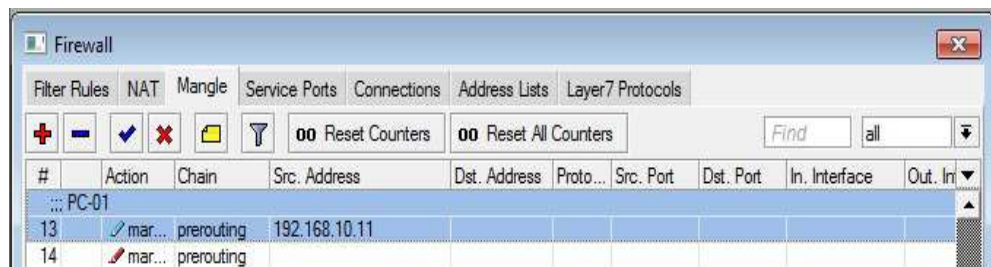 Firewall
Filter Rules NAT Mangle Service Ports Connections Address Lists Layer7 Protocols
00 Reset Counters 00 Reset All Counters Find all
# Action Chain Src. Address Dst. Address Proto... Src. Port Dst. Port In. Interface Out. Int
;;; PC-01
13 mar... prerouting 192.168.10.11
14 mar... prerouting